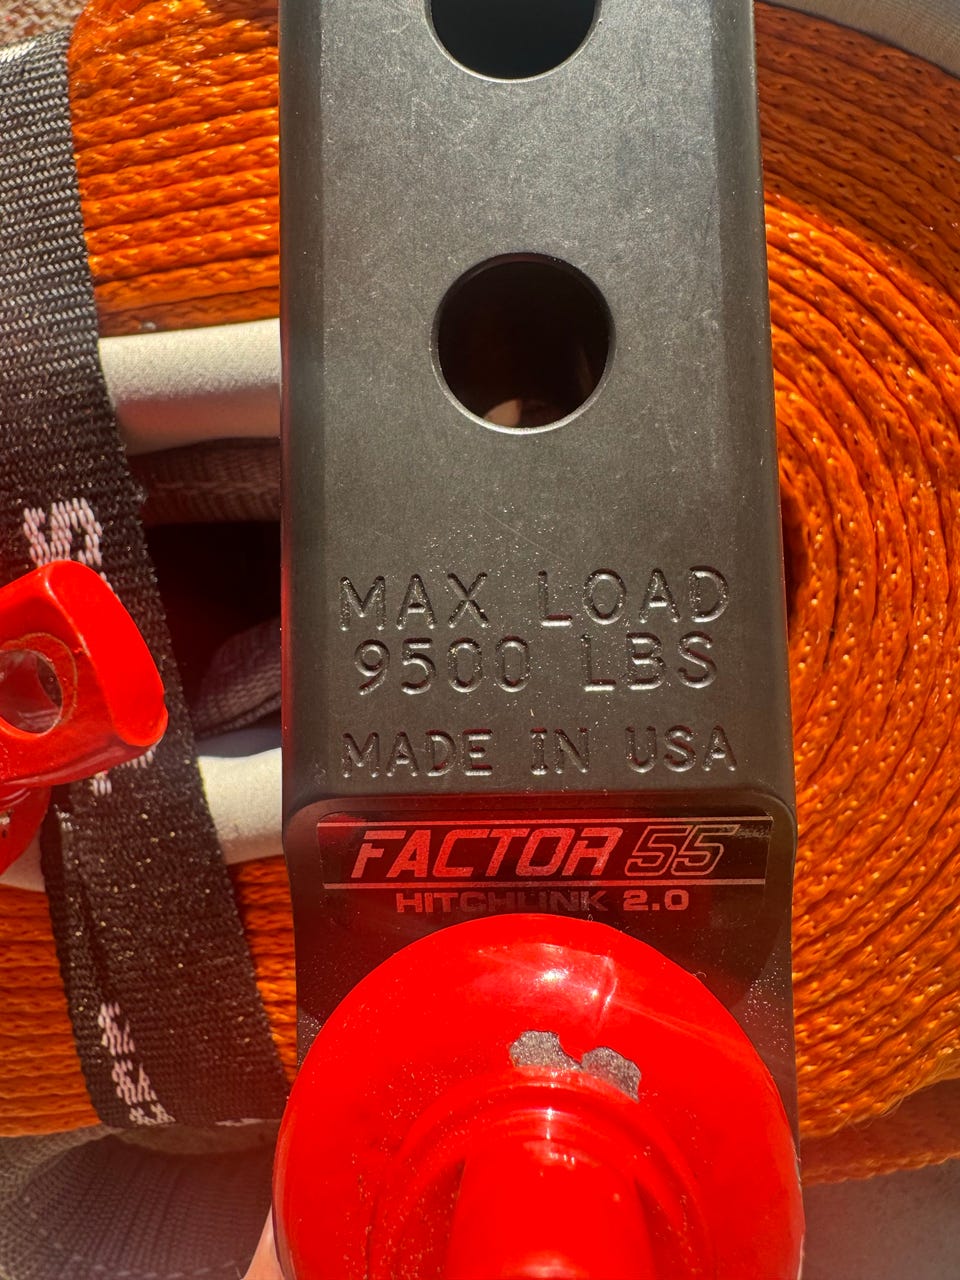 MAX LOAD
9500 LBS
MADE IN USA
FACTOR 55
HITCHLINK 2.0